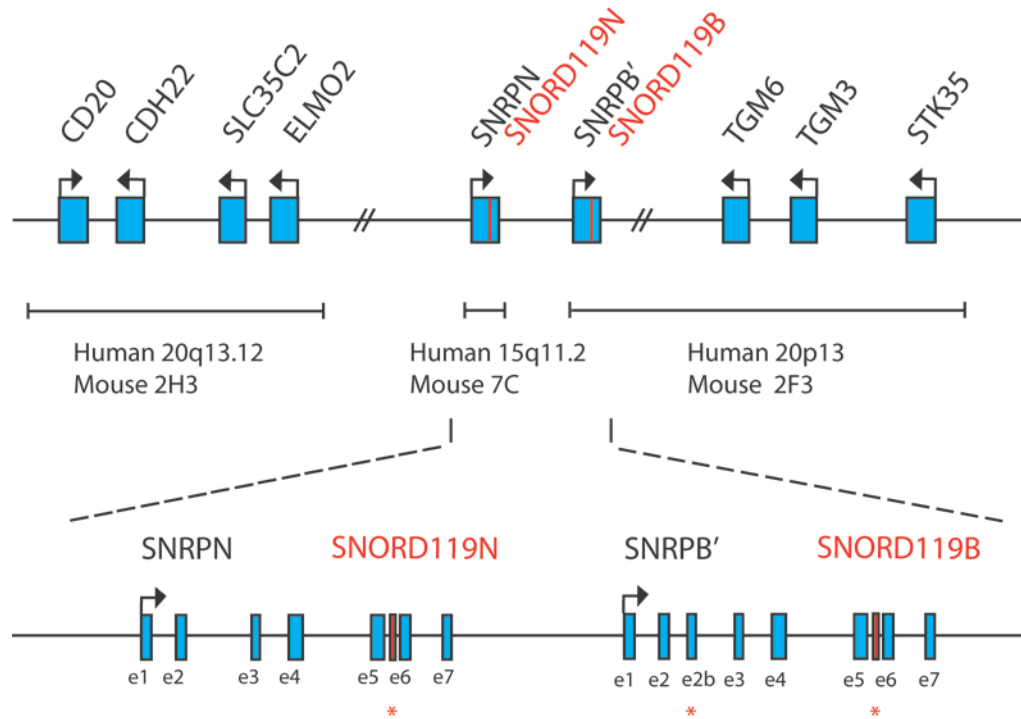 CD20
CDH22
SLC35C2
ELMO2
SNRPN
SNORD119N
SNRPB’
SNORD119B
TGM6
TGM3
STK35
Human 20q13.12
Mouse 2H3
Human 15q11.2
Mouse 7C
Human 20p13
Mouse 2F3
SNRPN SNORD119N SNRPB’ SNORD119B
e1 e2 e3 e4 e5 e6 e7 e1 e2 e2b e3 e4 e5 e6 e7
* * *